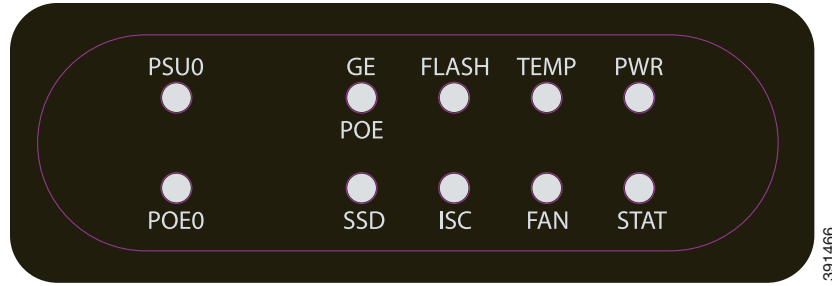 PSU0 GE FLASH TEMP PWR
POE
POE0 SSD ISC FAN STAT
391466